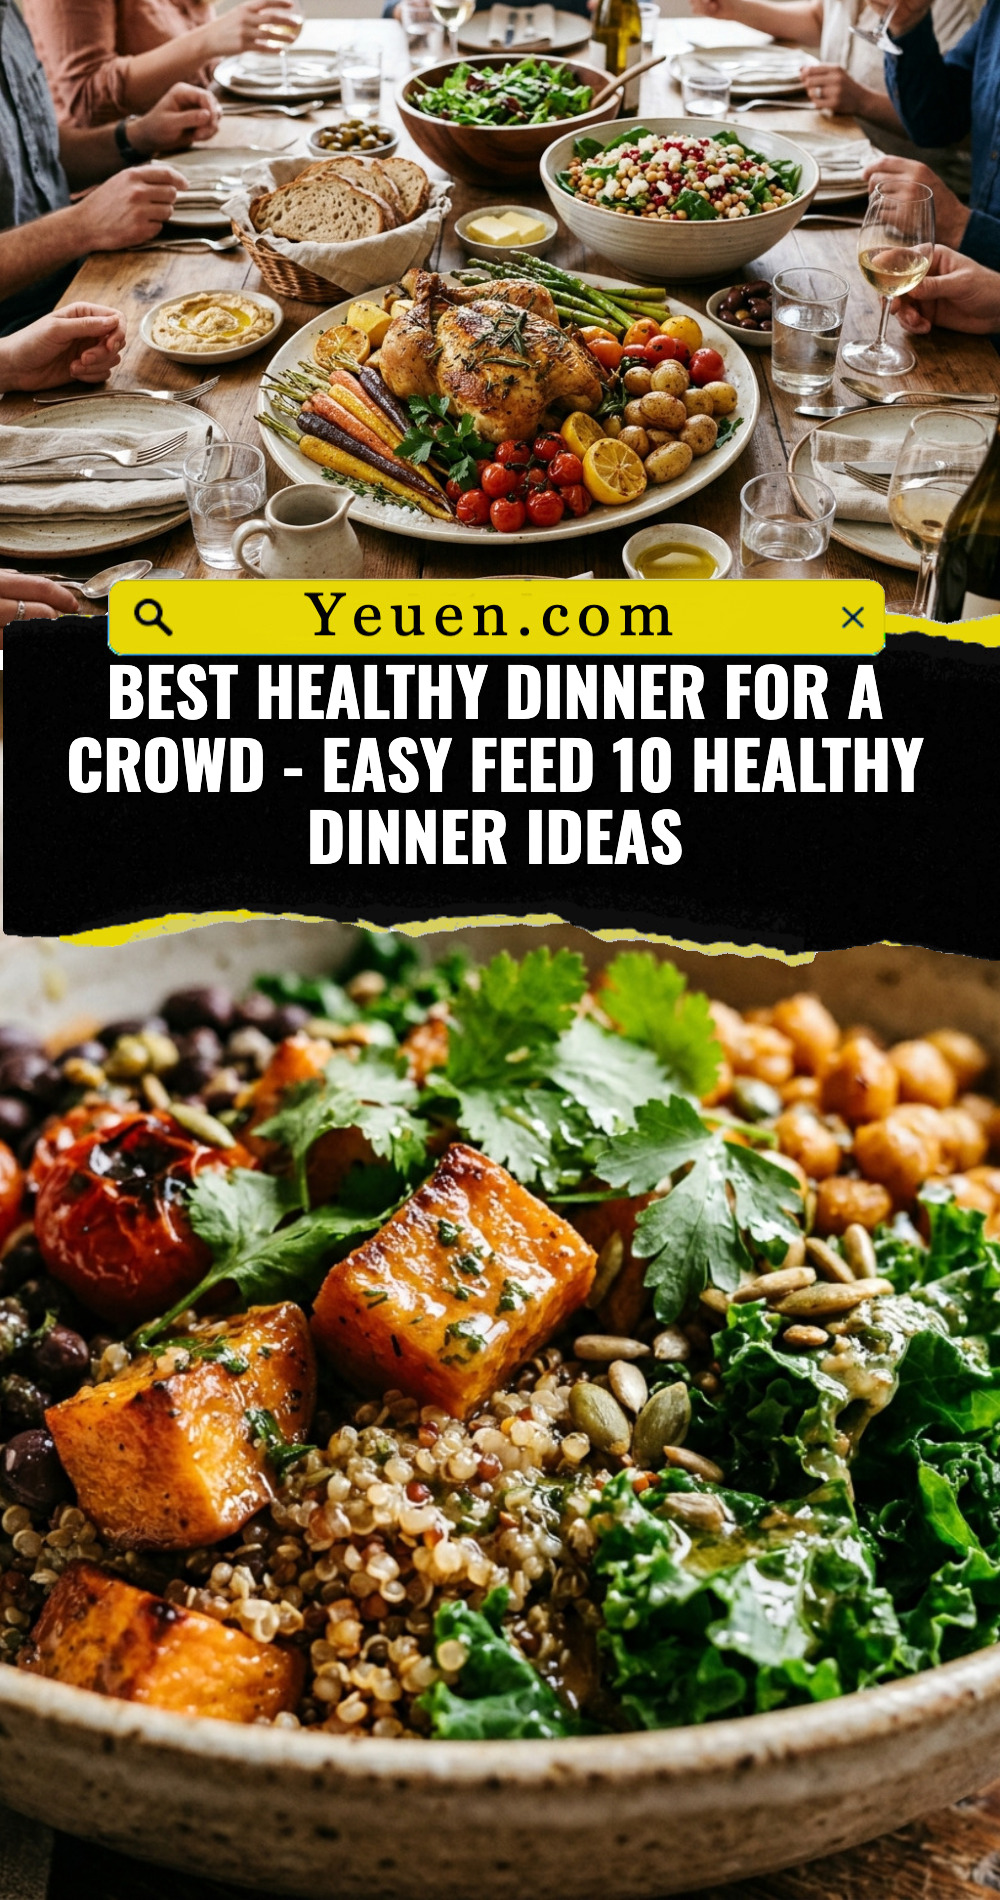 Yeuen.com
BEST HEALTHY DINNER FOR A
CROWD - EASY FEED 10 HEALTHY
DINNER IDEAS